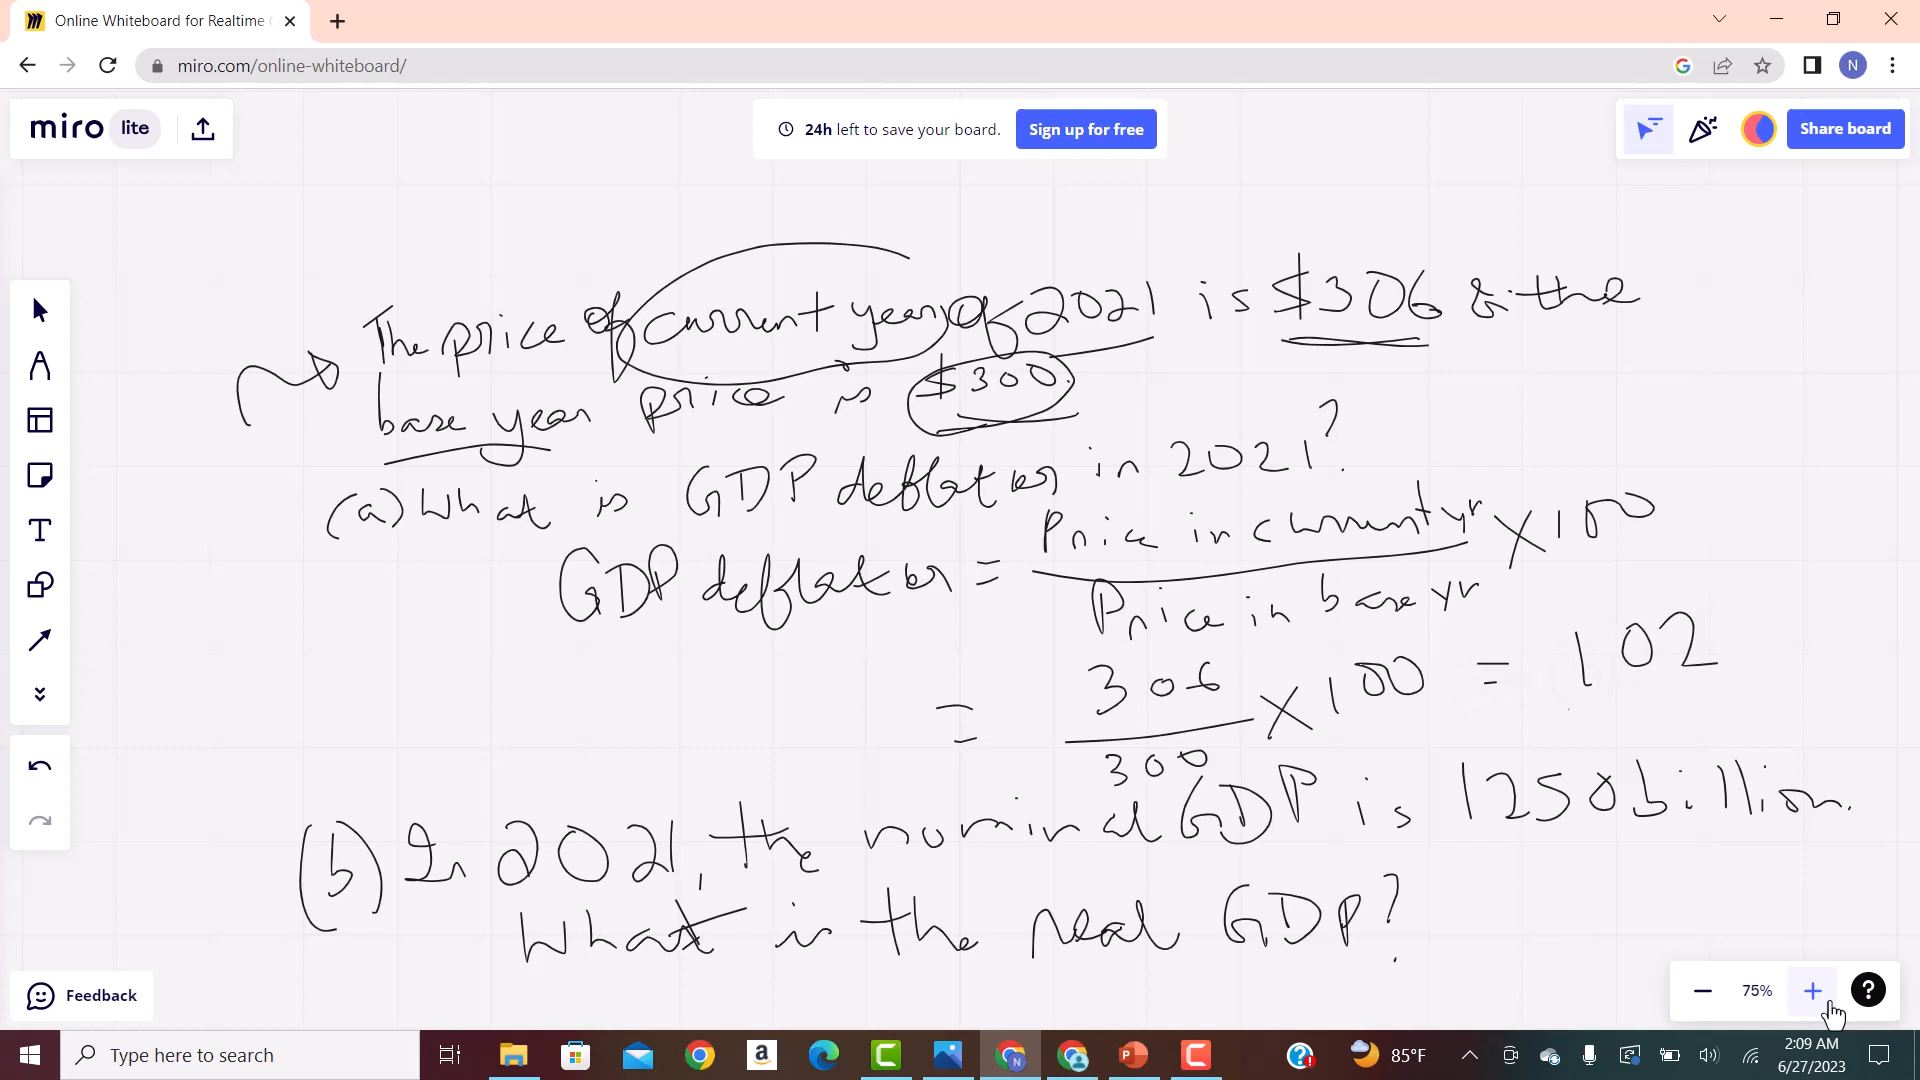 Online Whiteboard for Realtime
miro.com/online-whiteboard/
N
miro lite
24h left to save your board.
Sign up for free
Share board
The price of current year of 2021 is $306 & the
base year price is $300.
(a) What is GDP deflator in 2021?
GDP deflator = Price in current yr × 100
Price in base yr
= 306 × 100 = 102
300
(b) In 2021, the nominal GDP is 1250 billion.
What is the real GDP?
Feedback
75%
Type here to search
85°F
2:09 AM
6/27/2023